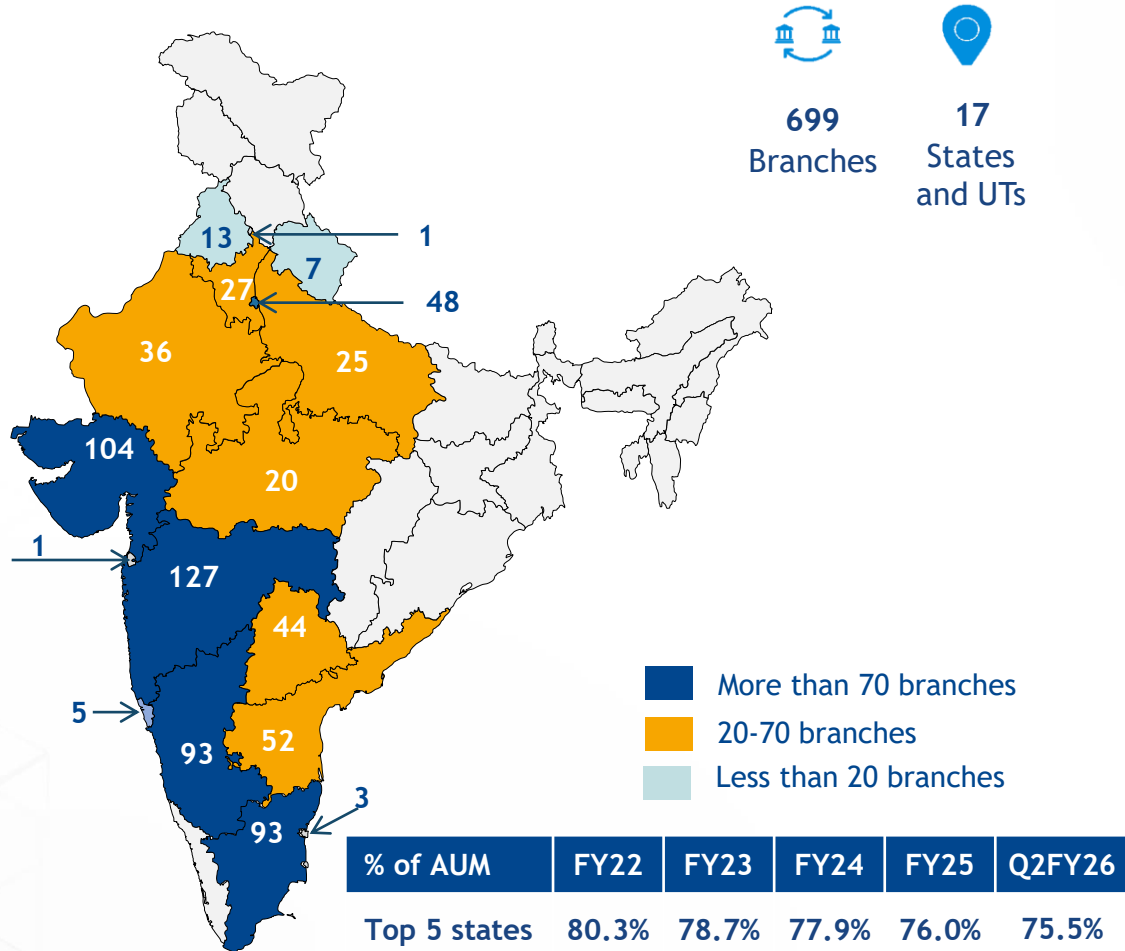 699
Branches
17
States
and UTs
13
1
7
27
48
36
25
104
20
1
127
44
5
93
52
3
93
More than 70 branches
20-70 branches
Less than 20 branches
% of AUM FY22 FY23 FY24 FY25 Q2FY26
Top 5 states 80.3% 78.7% 77.9% 76.0% 75.5%